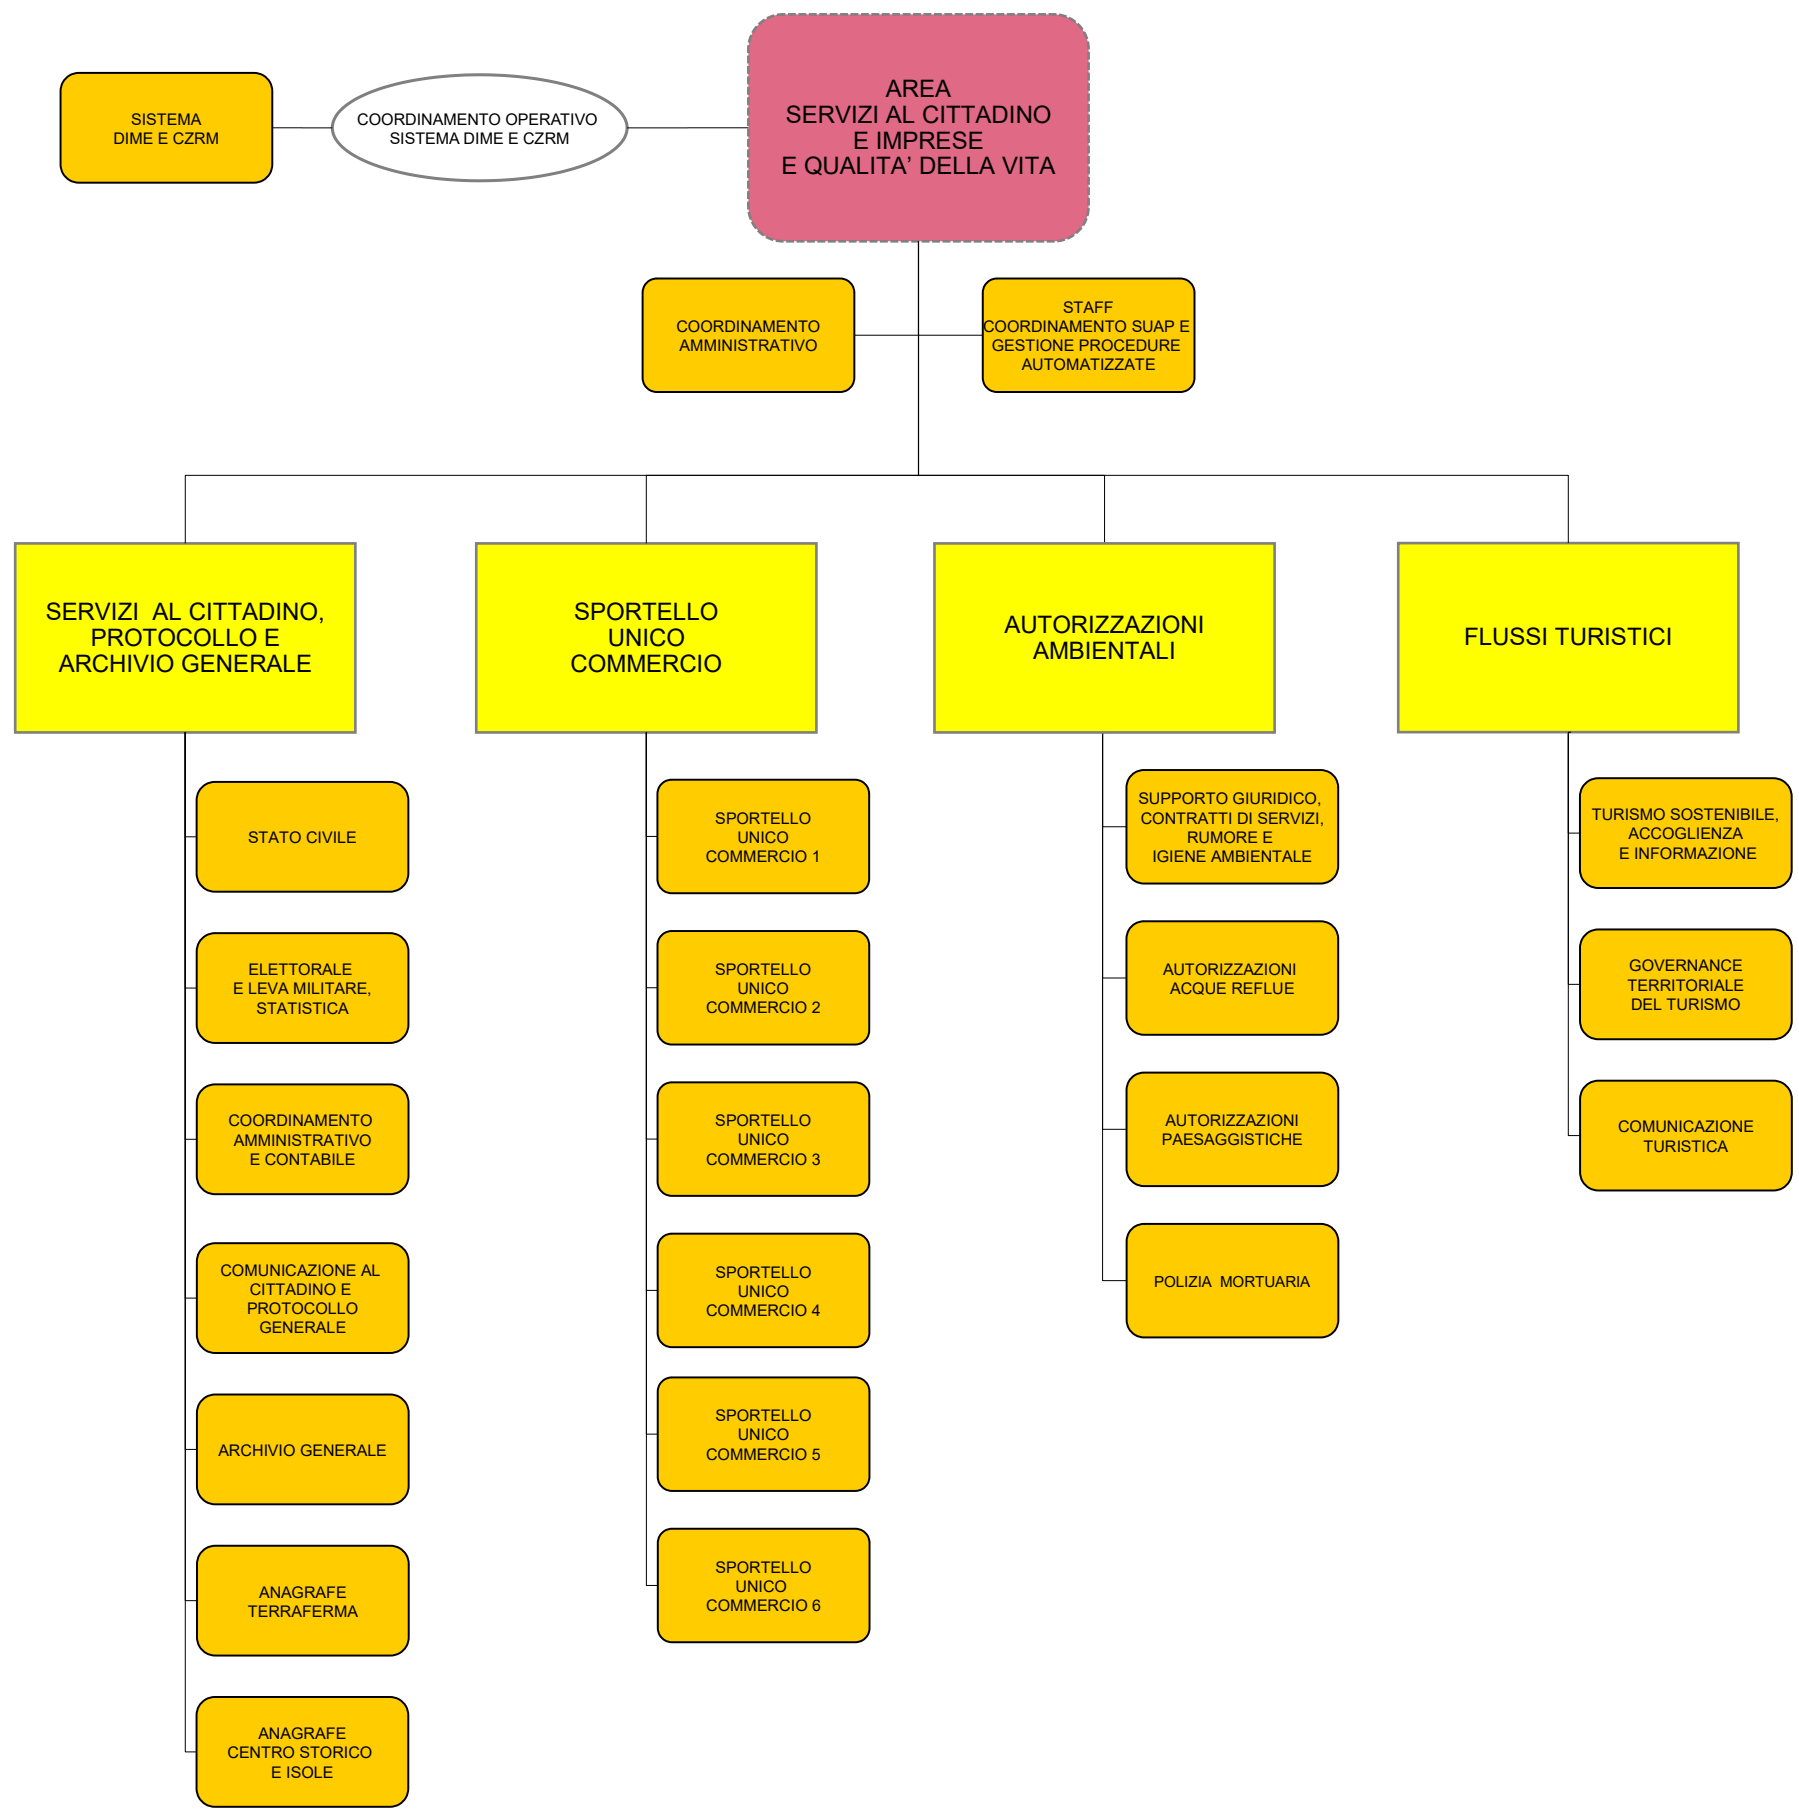 SISTEMA
DIME E CZRM
COORDINAMENTO OPERATIVO
SISTEMA DIME E CZRM
AREA
SERVIZI AL CITTADINO
E IMPRESE
E QUALITA’ DELLA VITA
COORDINAMENTO
AMMINISTRATIVO
STAFF
COORDINAMENTO SUAP E
GESTIONE PROCEDURE
AUTOMATIZZATE
SERVIZI AL CITTADINO,
PROTOCOLLO E
ARCHIVIO GENERALE
SPORTELLO
UNICO
COMMERCIO
AUTORIZZAZIONI
AMBIENTALI
FLUSSI TURISTICI
STATO CIVILE
ELETTORALE
E LEVA MILITARE,
STATISTICA
COORDINAMENTO
AMMINISTRATIVO
E CONTABILE
COMUNICAZIONE AL
CITTADINO E
PROTOCOLLO
GENERALE
ARCHIVIO GENERALE
ANAGRAFE
TERRAFERMA
ANAGRAFE
CENTRO STORICO
E ISOLE
SPORTELLO
UNICO
COMMERCIO 1
SPORTELLO
UNICO
COMMERCIO 2
SPORTELLO
UNICO
COMMERCIO 3
SPORTELLO
UNICO
COMMERCIO 4
SPORTELLO
UNICO
COMMERCIO 5
SPORTELLO
UNICO
COMMERCIO 6
SUPPORTO GIURIDICO,
CONTRATTI DI SERVIZI,
RUMORE E
IGIENE AMBIENTALE
AUTORIZZAZIONI
ACQUE REFLUE
AUTORIZZAZIONI
PAESAGGISTICHE
POLIZIA MORTUARIA
TURISMO SOSTENIBILE,
ACCOGLIENZA
E INFORMAZIONE
GOVERNANCE
TERRITORIALE
DEL TURISMO
COMUNICAZIONE
TURISTICA